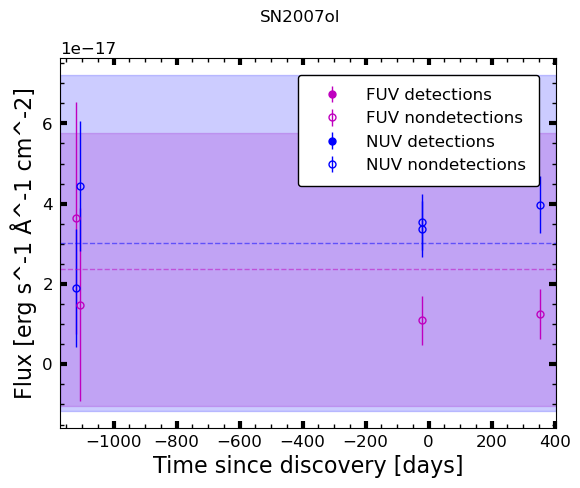 SN2007ol
1e−17
FUV detections
FUV nondetections
NUV detections
NUV nondetections
6
4
2
0
Flux [erg s^-1 Å^-1 cm^-2]
−1000 −800 −600 −400 −200 0 200 400
Time since discovery [days]